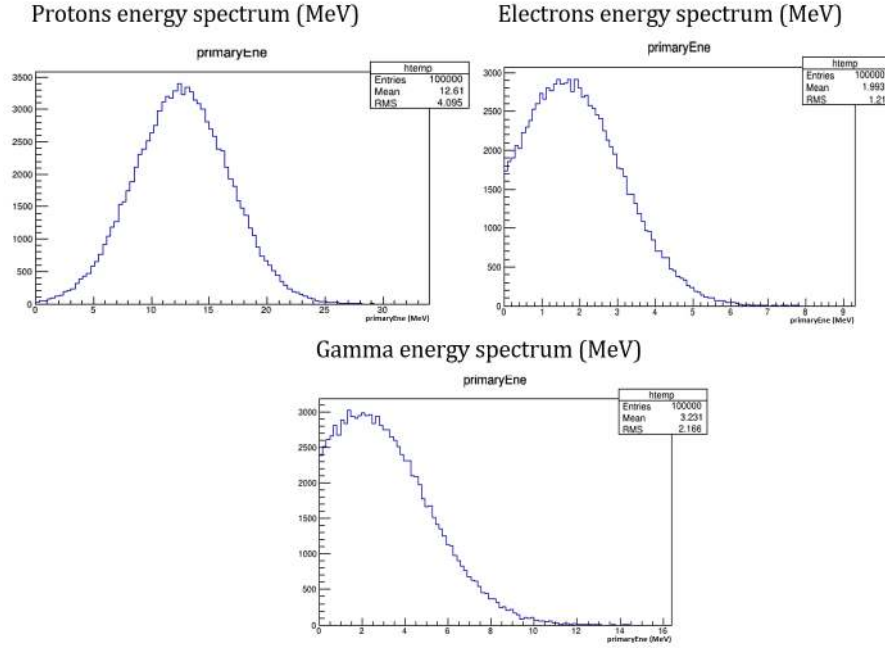 Protons energy spectrum (MeV)
primaryEne
htemp
Entries 100000
Mean 12.61
RMS 4.095
3500
3000
2500
2000
1500
1000
500
0
0 5 10 15 20 25 30
primaryEne (MeV)
Electrons energy spectrum (MeV)
primaryEne
htemp
Entries 100000
Mean 1.993
RMS 1.21
3000
2500
2000
1500
1000
500
0
0 1 2 3 4 5 6 7 8 9
primaryEne (MeV)
Gamma energy spectrum (MeV)
primaryEne
htemp
Entries 100000
Mean 3.231
RMS 2.166
3000
2500
2000
1500
1000
500
0
0 2 4 6 8 10 12 14 16
primaryEne (MeV)